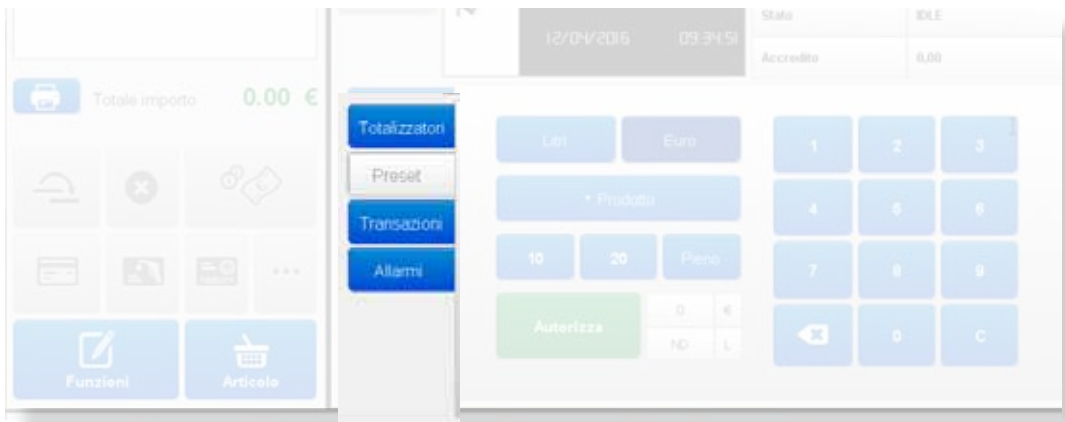 Stato IDLE
12/04/2016 09:34:51
Accredito 0,00
Totale importo 0.00 €
Totalizzatori
Preset
Transazioni
Allarmi
Litri Euro
Prodotto
10 20 Pieno
Autorizza
0 €
ND L
1 2 3
4 5 6
7 8 9
0 C
Funzioni Articolo